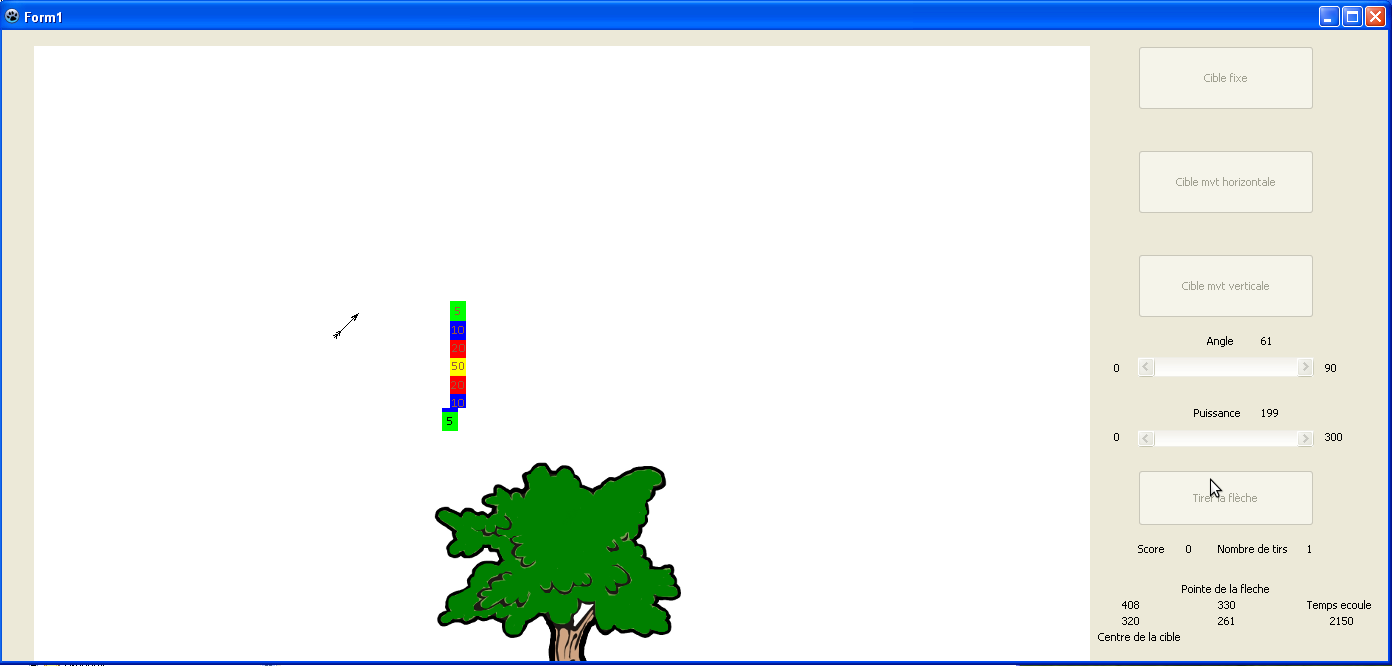 Form1
Cible fixe
Cible mvt horizontale
Cible mvt verticale
5
10
20
50
20
10
5
Angle 61
0 90
Puissance 199
0 300
Tirer la flèche
Score 0 Nombre de tirs 1
Pointe de la fleche
408 330 Temps ecoule
320 261 2150
Centre de la cible